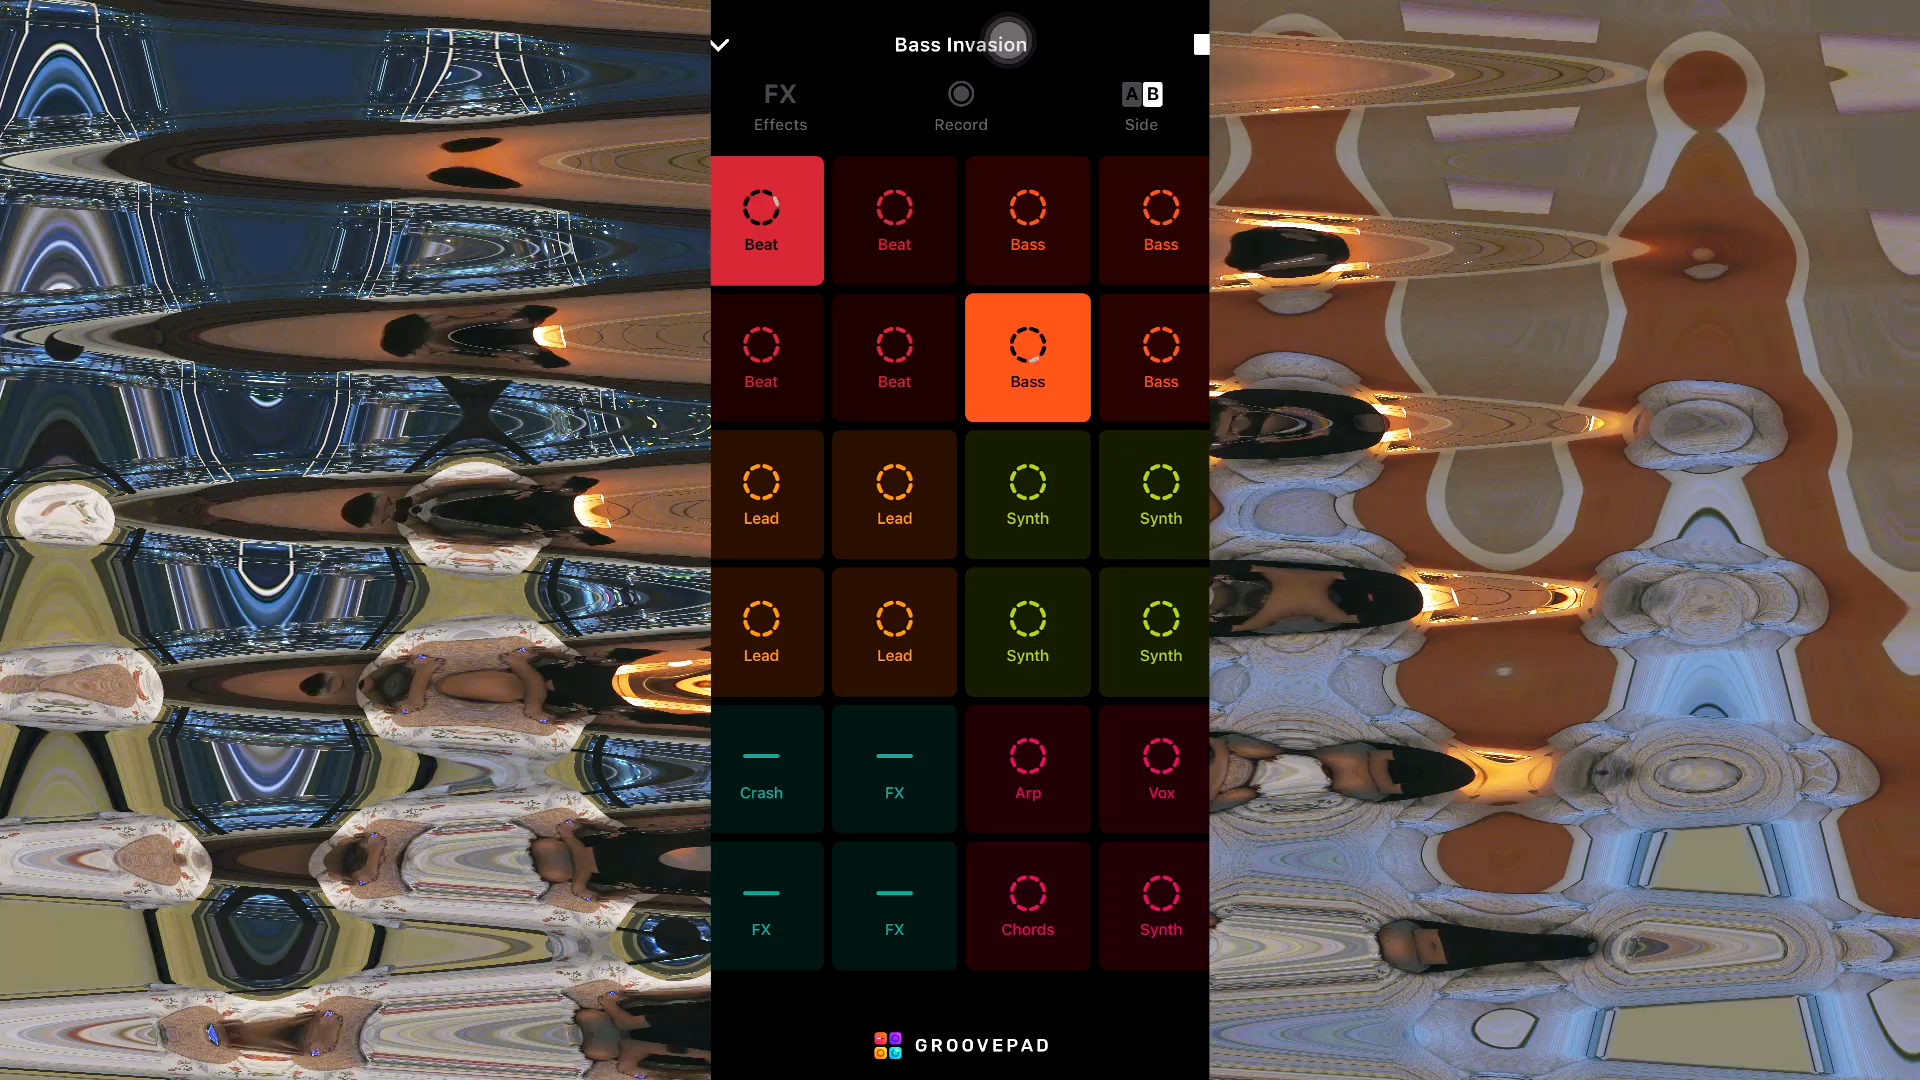 Bass Invasion
FX
A B
Effects
Record
Side
Beat
Beat
Bass
Bass
Beat
Beat
Bass
Bass
Lead
Lead
Synth
Synth
Lead
Lead
Synth
Synth
Crash
FX
Arp
Vox
FX
FX
Chords
Synth
GROOVEPAD